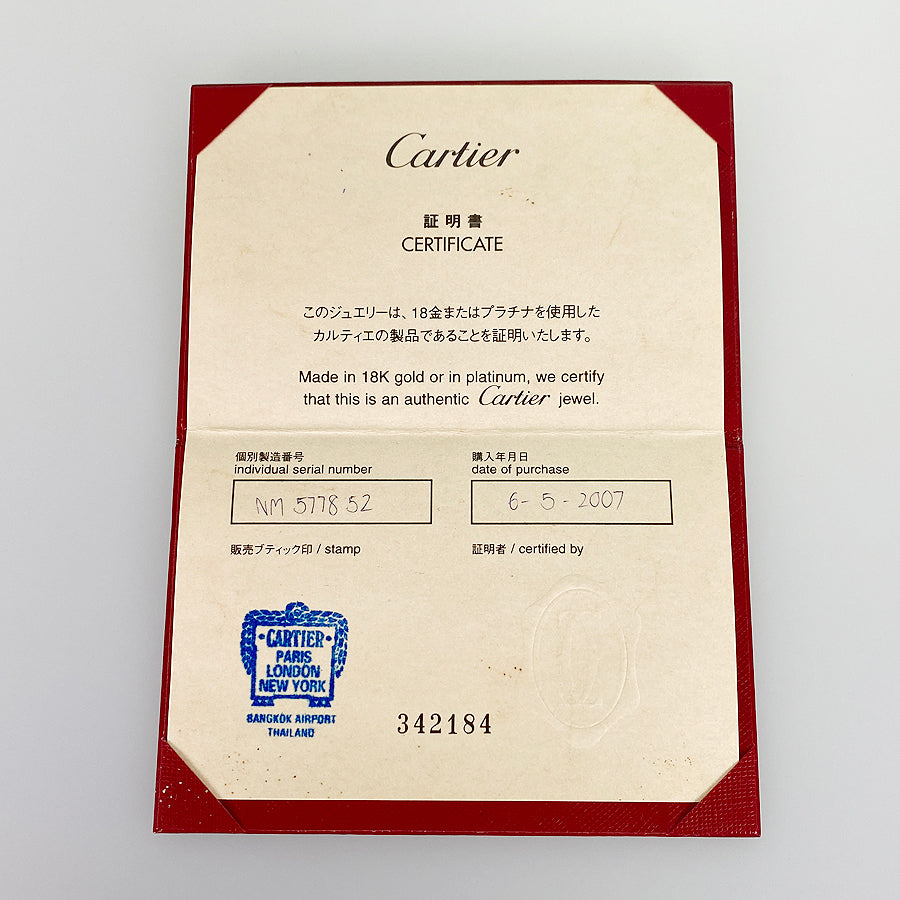 Cartier
証明書
CERTIFICATE
このジュエリーは、18金またはプラチナを使用した
カルティエの製品であることを証明いたします。
Made in 18K gold or in platinum, we certify
that this is an authentic Cartier jewel.
個別製造番号
individual serial number
NM 5778 52
購入年月日
date of purchase
6-5-2007
販売ブティック印 / stamp
証明者 / certified by
·CARTIER·
PARIS
LONDON
NEW YORK
BANGKOK AIRPORT
THAILAND
342184